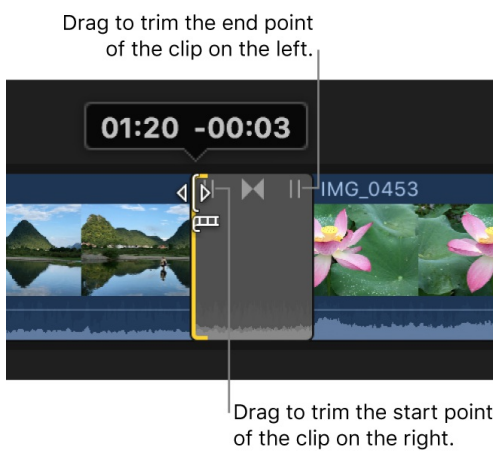 Drag to trim the end point
of the clip on the left.
01:20 -00:03
IMG_0453
Drag to trim the start point
of the clip on the right.